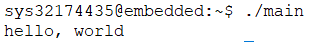 sys32174435@embedded:~$ ./main
hello, world _